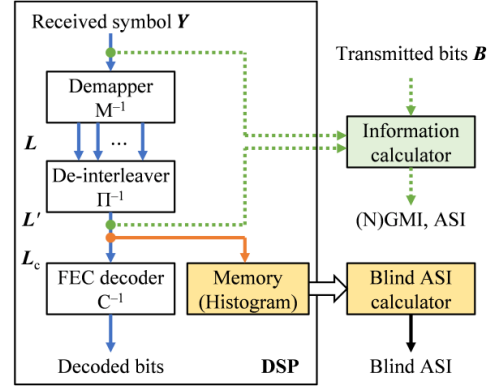 Received symbol Y
Transmitted bits B
Demapper
M⁻¹
Information
calculator
L
...
De-interleaver
Π⁻¹
L'
(N)GMI, ASI
L_c
FEC decoder
C⁻¹
Memory
(Histogram)
Blind ASI
calculator
Decoded bits
DSP
Blind ASI